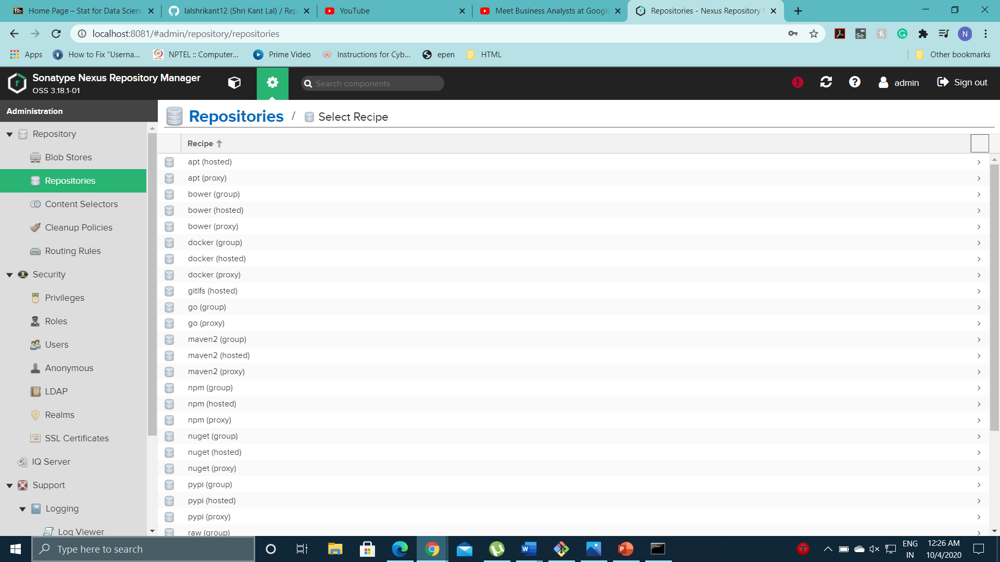 Home Page – Stat for Data Scien
lalshrikant12 (Shri Kant Lal) / Rep
YouTube
Meet Business Analysts at Google
Repositories - Nexus Repository
localhost:8081/#admin/repository/repositories
N
Apps
How to Fix "Userna...
NPTEL :: Computer...
Prime Video
Instructions for Cyb...
epen
HTML
Other bookmarks
Sonatype Nexus Repository Manager
OSS 3.18.1-01
Search components
admin
Sign out
Administration
Repository
Blob Stores
Repositories
Content Selectors
Cleanup Policies
Routing Rules
Security
Privileges
Roles
Users
Anonymous
LDAP
Realms
SSL Certificates
IQ Server
Support
Logging
Log Viewer
Repositories / Select Recipe
Recipe
apt (hosted)
apt (proxy)
bower (group)
bower (hosted)
bower (proxy)
docker (group)
docker (hosted)
docker (proxy)
gitlfs (hosted)
go (group)
go (proxy)
maven2 (group)
maven2 (hosted)
maven2 (proxy)
npm (group)
npm (hosted)
npm (proxy)
nuget (group)
nuget (hosted)
nuget (proxy)
pypi (group)
pypi (hosted)
pypi (proxy)
raw (group)
Type here to search
ENG
IN
12:26 AM
10/4/2020